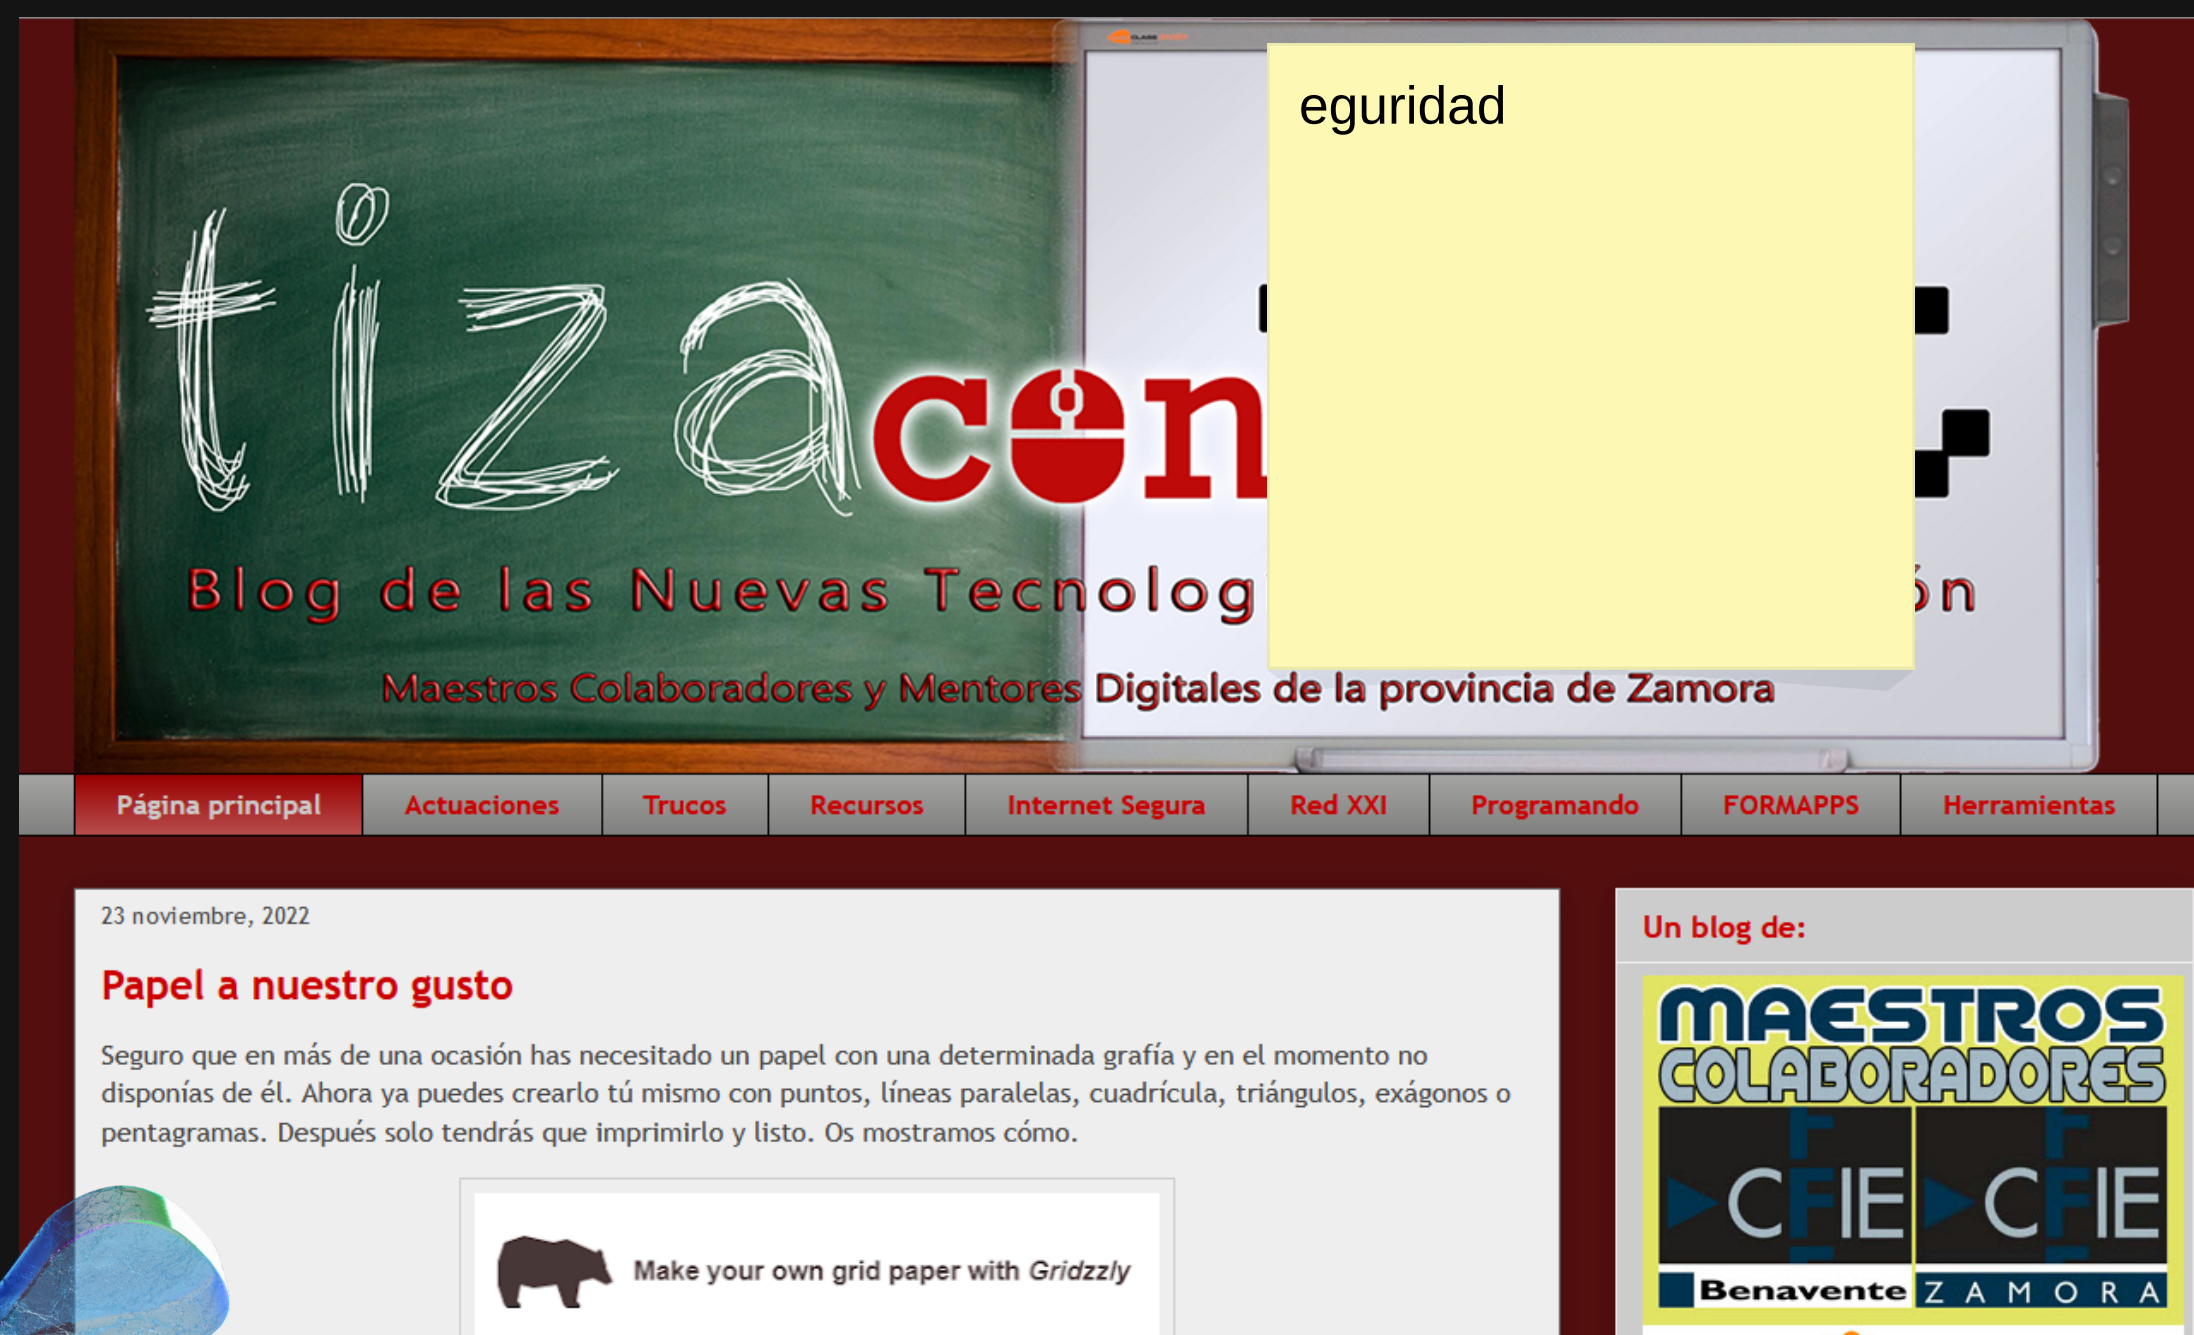 eguridad
tiza
con
Blog de las Nuevas Tecnolog
ón
Maestros Colaboradores y Mentores Digitales de la provincia de Zamora
Página principal Actuaciones Trucos Recursos Internet Segura Red XXI Programando FORMAPPS Herramientas
23 noviembre, 2022
Papel a nuestro gusto
Seguro que en más de una ocasión has necesitado un papel con una determinada grafía y en el momento no
disponías de él. Ahora ya puedes crearlo tú mismo con puntos, líneas paralelas, cuadrícula, triángulos, exágonos o
pentagramas. Después solo tendrás que imprimirlo y listo. Os mostramos cómo.
Make your own grid paper with Gridzzly
Un blog de:
MAESTROS
COLABORADORES
CFIE CFIE
Benavente ZAMORA